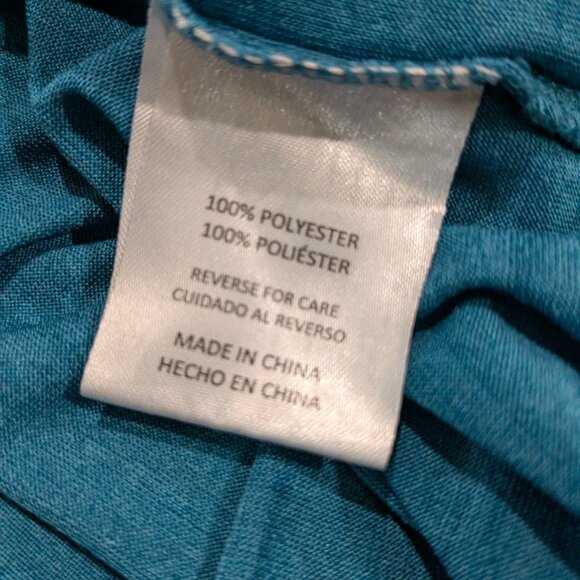 100% POLYESTER
100% POLIÉSTER
REVERSE FOR CARE
CUIDADO AL REVERSO
MADE IN CHINA
HECHO EN CHINA